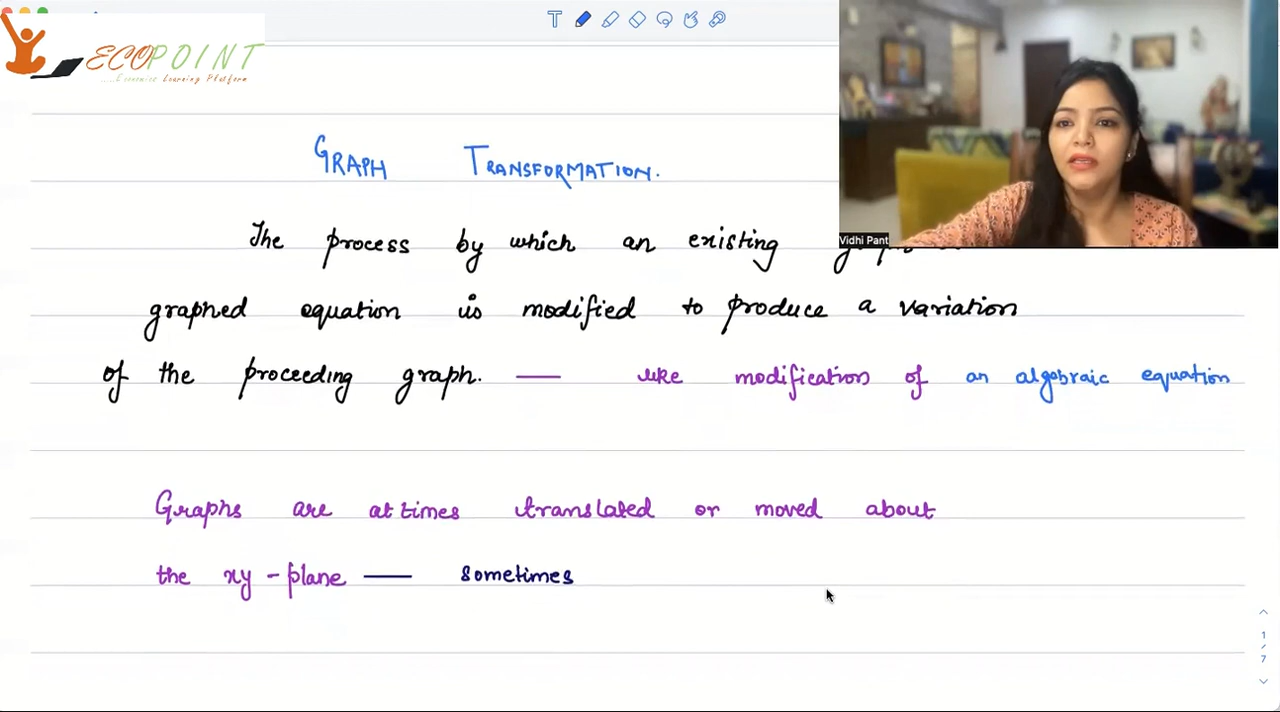 ECOPOINT
.....Economics Learning Platform
GRAPH TRANSFORMATION.
Vidhi Pant
The process by which an existing
graphed equation is modified to produce a variation
of the proceeding graph. — like modification of an algebraic equation
Graphs are at times translated or moved about
the xy-plane — sometimes
1
/
7